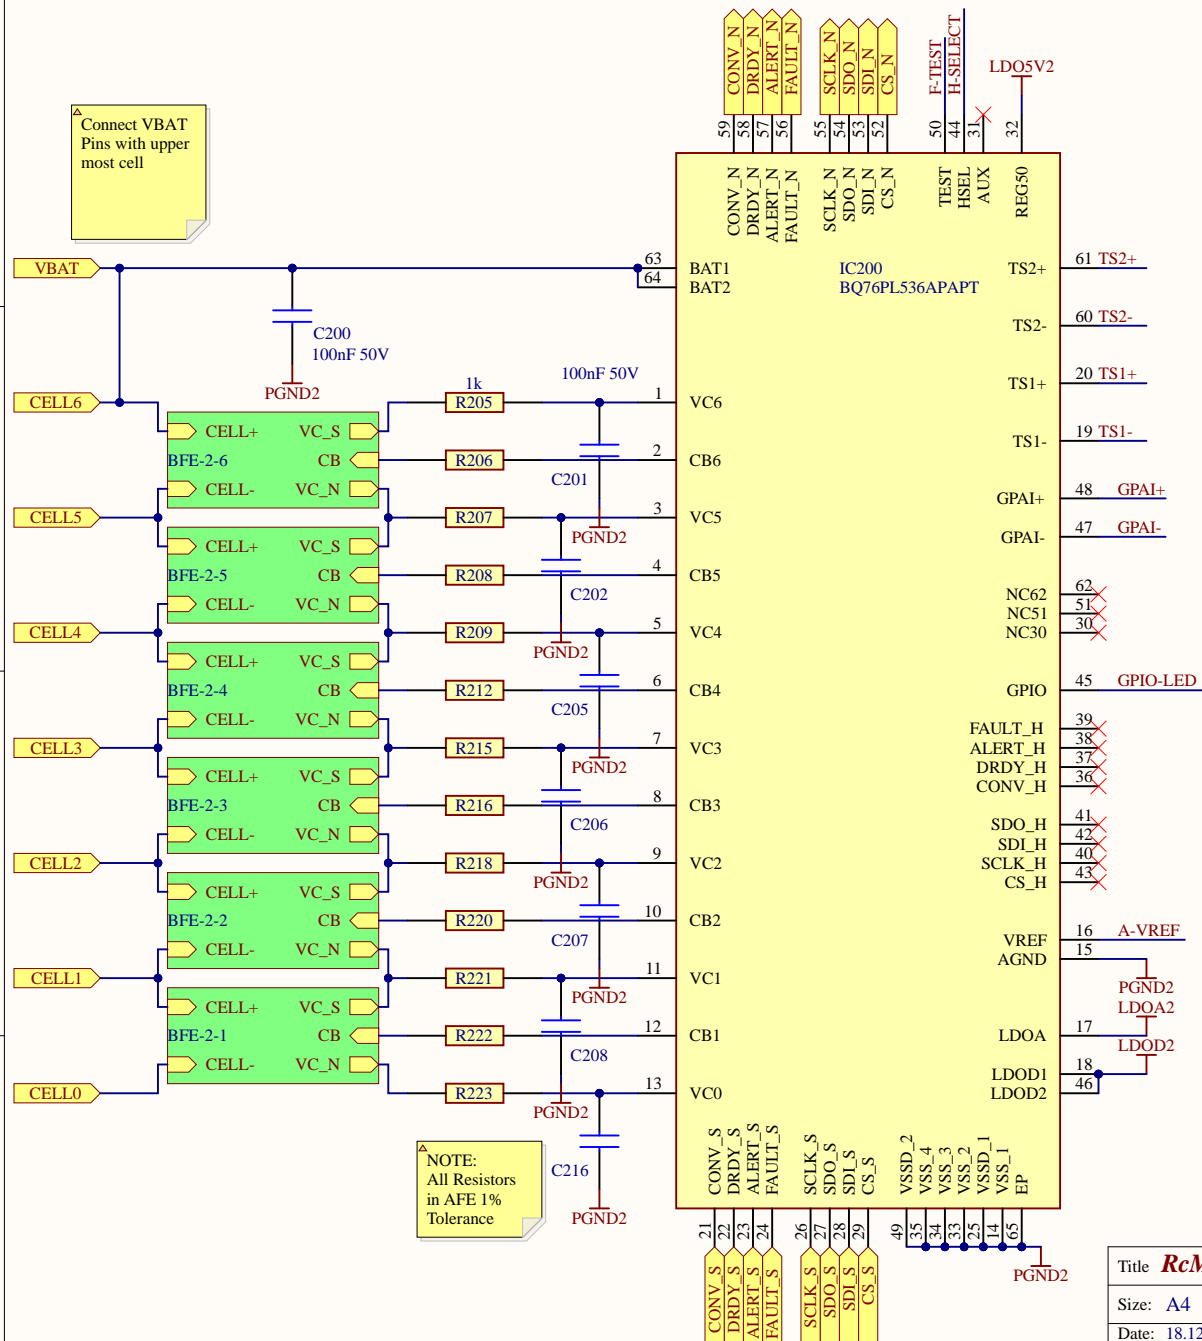 CONV_N
DRDY_N
ALERT_N
FAULT_N
SCLK_N
SDO_N
SDI_N
CS_N
F-TEST
H-SELECT
LDO5V2
59
58
57
56
55
54
53
52
50
44
31
32
Connect VBAT
Pins with upper
most cell
CONV_N
DRDY_N
ALERT_N
FAULT_N
SCLK_N
SDO_N
SDI_N
CS_N
TEST
HSEL
AUX
REG50
VBAT
63 BAT1
64 BAT2
IC200
BQ76PL536APAPT
TS2+ 61 TS2+
TS2- 60 TS2-
TS1+ 20 TS1+
TS1- 19 TS1-
GPAI+ 48 GPAI+
GPAI- 47 GPAI-
NC62 62
NC51 51
NC30 30
GPIO 45 GPIO-LED
FAULT_H 39
ALERT_H 38
DRDY_H 37
CONV_H 36
SDO_H 41
SDI_H 42
SCLK_H 40
CS_H 43
VREF 16 A-VREF
AGND 15
PGND2
LDOA2
LDOA 17
LDOD2
LDOD1 18
LDOD2 46
C200
100nF 50V
PGND2
CELL6
1k
R205
100nF 50V
1 VC6
CELL+ VC_S
BFE-2-6 CB
R206
2 CB6
C201
CELL- VC_N
CELL5
R207
3 VC5
PGND2
CELL+ VC_S
BFE-2-5 CB
R208
4 CB5
C202
CELL- VC_N
CELL4
R209
5 VC4
PGND2
CELL+ VC_S
BFE-2-4 CB
R212
6 CB4
C205
CELL- VC_N
CELL3
R215
7 VC3
PGND2
CELL+ VC_S
BFE-2-3 CB
R216
8 CB3
C206
CELL- VC_N
CELL2
R218
9 VC2
PGND2
CELL+ VC_S
BFE-2-2 CB
R220
10 CB2
C207
CELL- VC_N
CELL1
R221
11 VC1
PGND2
CELL+ VC_S
BFE-2-1 CB
R222
12 CB1
C208
CELL- VC_N
CELL0
R223
13 VC0
PGND2
C216
PGND2
NOTE:
All Resistors
in AFE 1%
Tolerance
CONV_S
DRDY_S
ALERT_S
FAULT_S
SCLK_S
SDO_S
SDI_S
CS_S
VSSD_2
VSS_4
VSS_3
VSS_2
VSSD_1
VSS_1
EP
21
22
23
24
26
27
28
29
49
35
34
33
25
14
65
PGND2
CONV_S
DRDY_S
ALERT_S
FAULT_S
SCLK_S
SDO_S
SDI_S
CS_S
Title
Size: A4
Date: 18.12